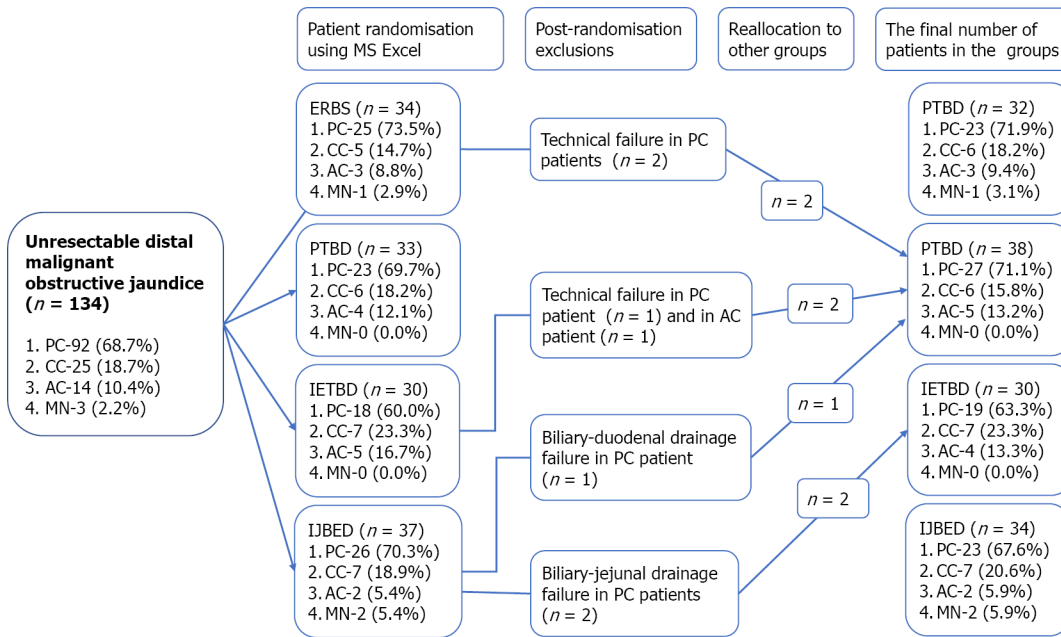 Patient randomisation
using MS Excel
Post-randomisation
exclusions
Reallocation to
other groups
The final number of
patients in the groups
Unresectable distal
malignant
obstructive jaundice
(n = 134)
1. PC-92 (68.7%)
2. CC-25 (18.7%)
3. AC-14 (10.4%)
4. MN-3 (2.2%)
ERBS (n = 34)
1. PC-25 (73.5%)
2. CC-5 (14.7%)
3. AC-3 (8.8%)
4. MN-1 (2.9%)
PTBD (n = 33)
1. PC-23 (69.7%)
2. CC-6 (18.2%)
3. AC-4 (12.1%)
4. MN-0 (0.0%)
IETBD (n = 30)
1. PC-18 (60.0%)
2. CC-7 (23.3%)
3. AC-5 (16.7%)
4. MN-0 (0.0%)
IJBED (n = 37)
1. PC-26 (70.3%)
2. CC-7 (18.9%)
3. AC-2 (5.4%)
4. MN-2 (5.4%)
Technical failure in PC
patients (n = 2)
Technical failure in PC
patient (n = 1) and in AC
patient (n = 1)
Biliary-duodenal drainage
failure in PC patient
(n = 1)
Biliary-jejunal drainage
failure in PC patients
(n = 2)
n = 2
n = 2
n = 1
n = 2
PTBD (n = 32)
1. PC-23 (71.9%)
2. CC-6 (18.2%)
3. AC-3 (9.4%)
4. MN-1 (3.1%)
PTBD (n = 38)
1. PC-27 (71.1%)
2. CC-6 (15.8%)
3. AC-5 (13.2%)
4. MN-0 (0.0%)
IETBD (n = 30)
1. PC-19 (63.3%)
2. CC-7 (23.3%)
3. AC-4 (13.3%)
4. MN-0 (0.0%)
IJBED (n = 34)
1. PC-23 (67.6%)
2. CC-7 (20.6%)
3. AC-2 (5.9%)
4. MN-2 (5.9%)